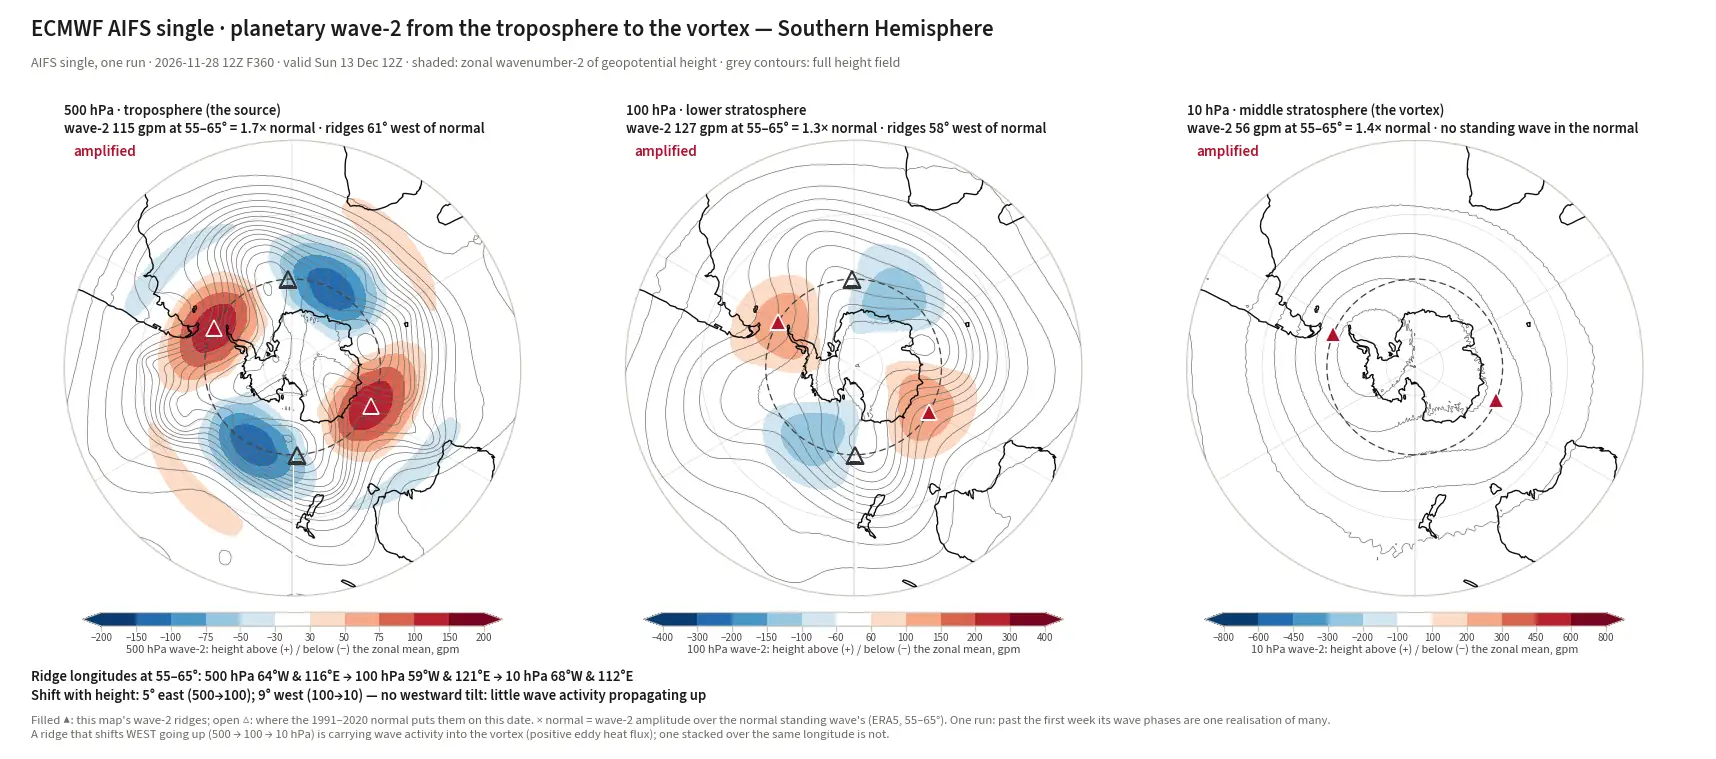 ECMWF AIFS single · planetary wave-2 from the troposphere to the vortex — Southern Hemisphere
AIFS single, one run · 2026-11-28 12Z F360 · valid Sun 13 Dec 12Z · shaded: zonal wavenumber-2 of geopotential height · grey contours: full height field
500 hPa · troposphere (the source)
wave-2 115 gpm at 55–65° = 1.7× normal · ridges 61° west of normal
amplified
100 hPa · lower stratosphere
wave-2 127 gpm at 55–65° = 1.3× normal · ridges 58° west of normal
amplified
10 hPa · middle stratosphere (the vortex)
wave-2 56 gpm at 55–65° = 1.4× normal · no standing wave in the normal
amplified
−200 −150 −100 −75 −50 −30 30 50 75 100 150 200
500 hPa wave-2: height above (+) / below (−) the zonal mean, gpm
−400 −300 −200 −150 −100 −60 60 100 150 200 300 400
100 hPa wave-2: height above (+) / below (−) the zonal mean, gpm
−800 −600 −450 −300 −200 −100 100 200 300 450 600 800
10 hPa wave-2: height above (+) / below (−) the zonal mean, gpm
Ridge longitudes at 55–65°: 500 hPa 64°W & 116°E → 100 hPa 59°W & 121°E → 10 hPa 68°W & 112°E
Shift with height: 5° east (500→100); 9° west (100→10) — no westward tilt: little wave activity propagating up
Filled ▲: this map's wave-2 ridges; open △: where the 1991–2020 normal puts them on this date. × normal = wave-2 amplitude over the normal standing wave's (ERA5, 55–65°). One run: past the first week its wave phases are one realisation of many.
A ridge that shifts WEST going up (500 → 100 → 10 hPa) is carrying wave activity into the vortex (positive eddy heat flux); one stacked over the same longitude is not.